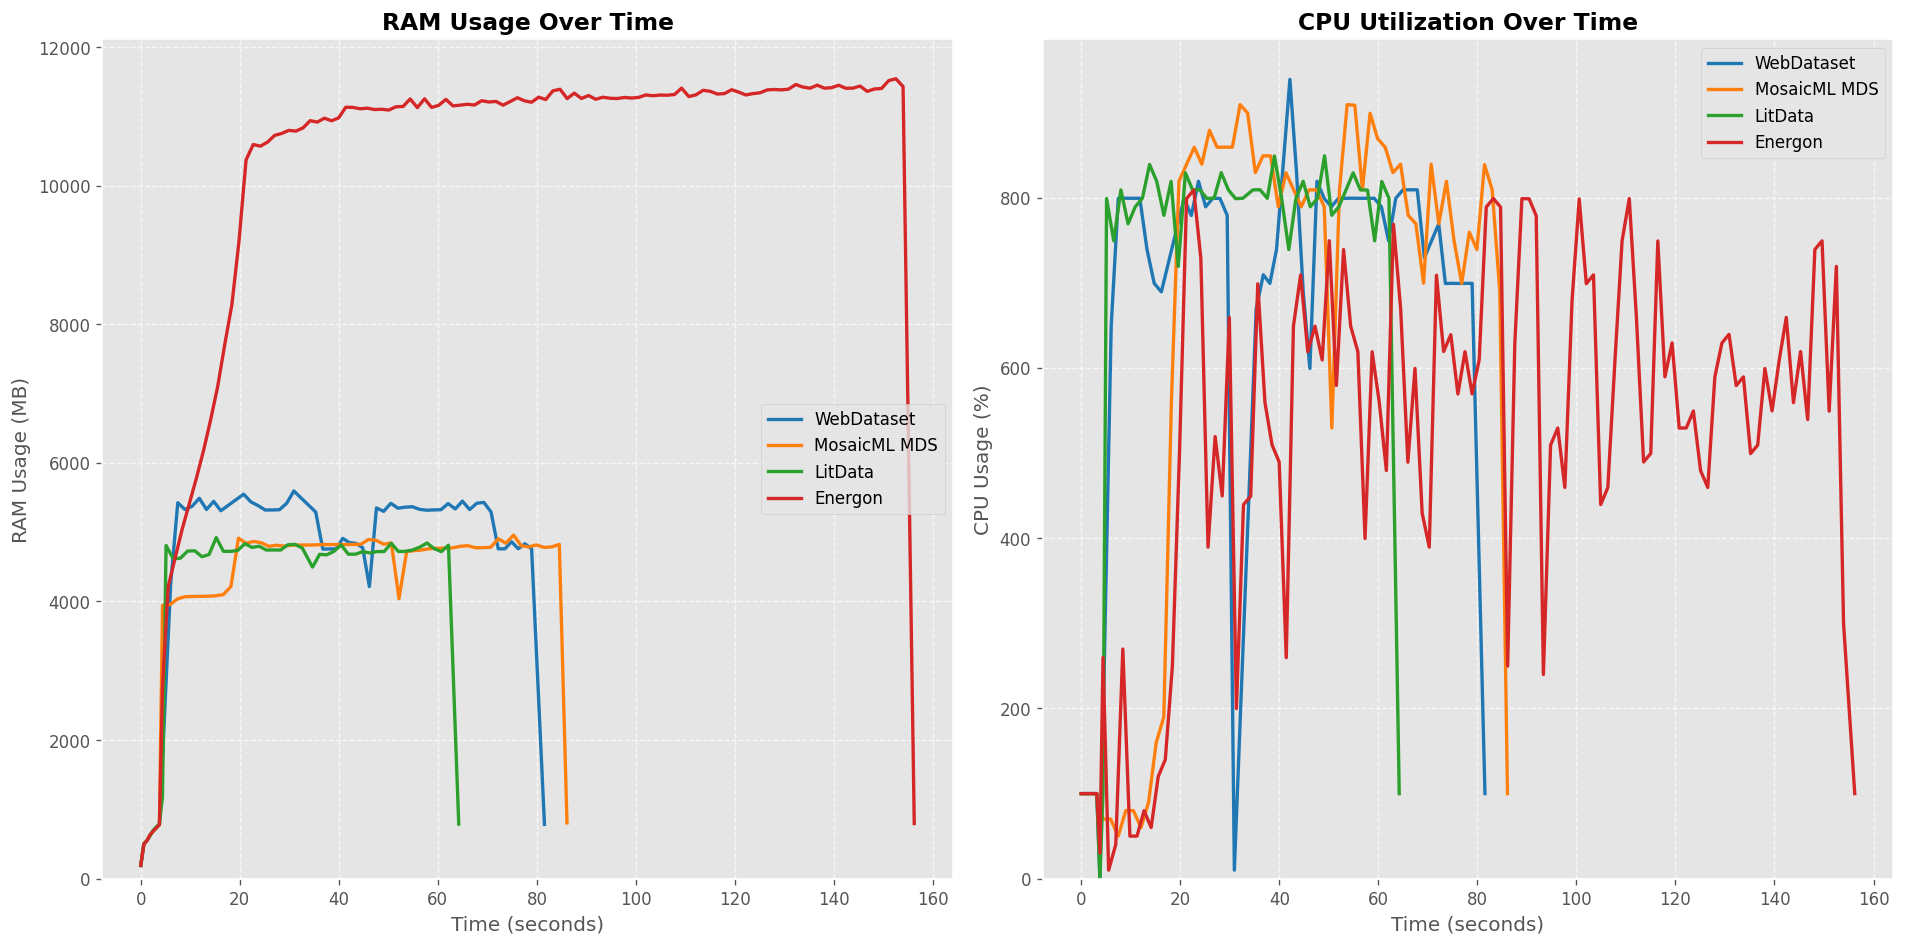 RAM Usage Over Time
RAM Usage (MB)
12000
10000
8000
6000
4000
2000
0
0 20 40 60 80 100 120 140 160
Time (seconds)
WebDataset
MosaicML MDS
LitData
Energon
CPU Utilization Over Time
CPU Usage (%)
800
600
400
200
0
0 20 40 60 80 100 120 140 160
Time (seconds)
WebDataset
MosaicML MDS
LitData
Energon